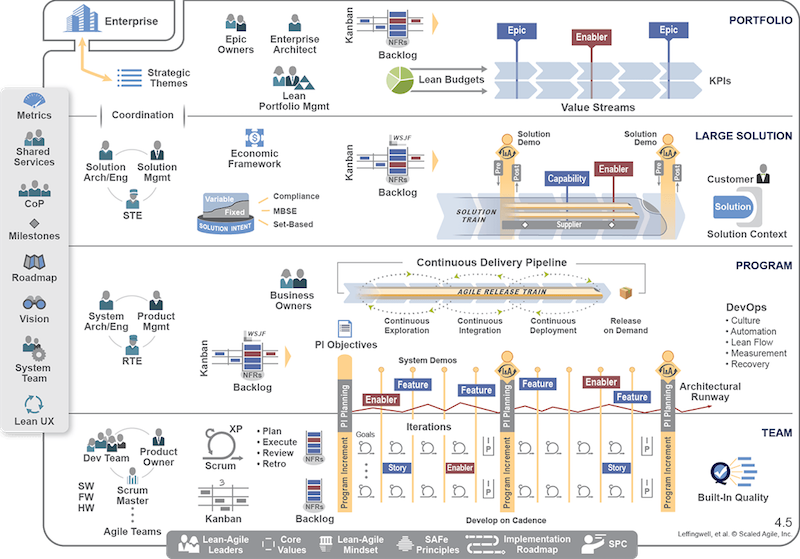 Enterprise
Strategic
Themes
Epic
Owners
Enterprise
Architect
Lean
Portfolio Mgmt
Kanban
NFRs
Backlog
Lean Budgets
Epic
Enabler
Epic
KPIs
Value Streams
PORTFOLIO
Metrics
Shared
Services
CoP
Milestones
Roadmap
Vision
System
Team
Lean UX
Coordination
Solution
Arch/Eng
Solution
Mgmt
STE
Economic
Framework
Variable
Fixed
SOLUTION INTENT
Compliance
MBSE
Set-Based
Kanban
WSJF
NFRs
Backlog
Solution
Demo
I&A
Pre
Post
Capability
Enabler
SOLUTION
TRAIN
Supplier
Solution
Demo
I&A
Pre
Post
LARGE SOLUTION
Customer
Solution
Solution Context
System
Arch/Eng
Product
Mgmt
RTE
Business
Owners
Continuous Delivery Pipeline
AGILE RELEASE TRAIN
Continuous
Exploration
Continuous
Integration
Continuous
Deployment
Release
on Demand
PROGRAM
DevOps
• Culture
• Automation
• Lean Flow
• Measurement
• Recovery
Kanban
WSJF
NFRs
Backlog
PI Objectives
System Demos
I&A
I&A
Enabler
Feature
Feature
Feature
Enabler
Feature
Architectural
Runway
PI Planning
PI Planning
PI Planning
Dev Team
Product
Owner
Scrum
Master
SW
FW
HW
Agile Teams
XP
Scrum
• Plan
• Execute
• Review
• Retro
Kanban
NFRs
NFRs
Backlog
Program Increment
Goals
Iterations
Story
Enabler
I P
I P
Program Increment
Story
I P
I P
Program Increment
Develop on Cadence
TEAM
Built-In Quality
4.5
Leffingwell, et al. © Scaled Agile, Inc.
Lean-Agile
Leaders
Core
Values
Lean-Agile
Mindset
SAFe
Principles
Implementation
Roadmap
SPC